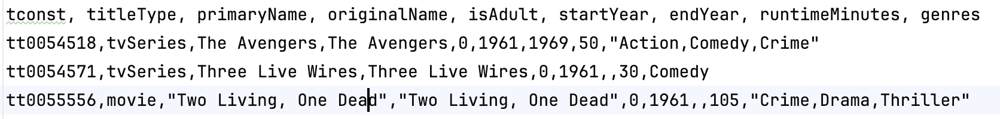 tconst, titleType, primaryName, originalName, isAdult, startYear, endYear, runtimeMinutes, genres
tt0054518,tvSeries,The Avengers,The Avengers,0,1961,1969,50,"Action,Comedy,Crime"
tt0054571,tvSeries,Three Live Wires,Three Live Wires,0,1961,,30,Comedy
tt0055556,movie,"Two Living, One Dead","Two Living, One Dead",0,1961,,105,"Crime,Drama,Thriller"